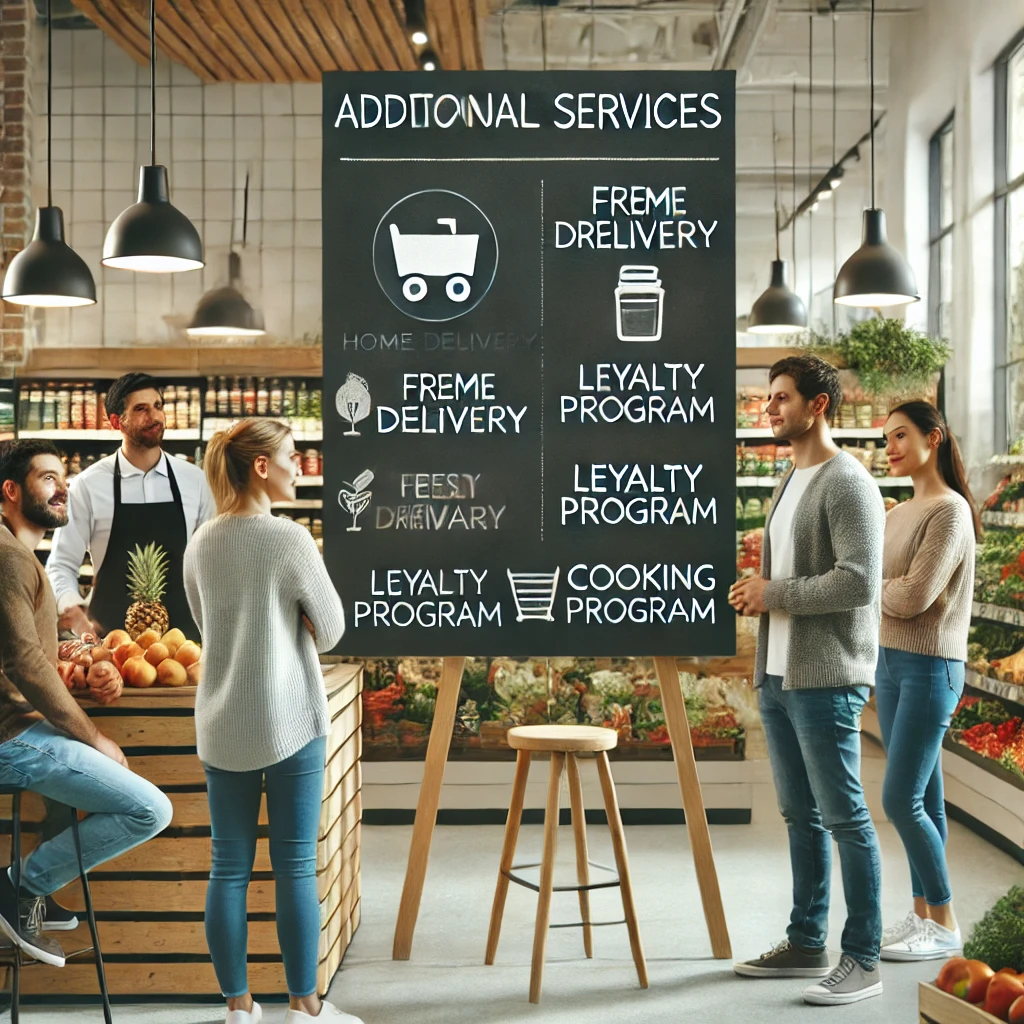 ADDITONAL SERVICES
HOME DELIVERY
FREME
DELIVERY
FREME
DRELIVERY
LEYALTY
PROGRAM
LEYALTY
PROGRAM
LEYALTY
PROGRAM
COOKING
PROGRAM